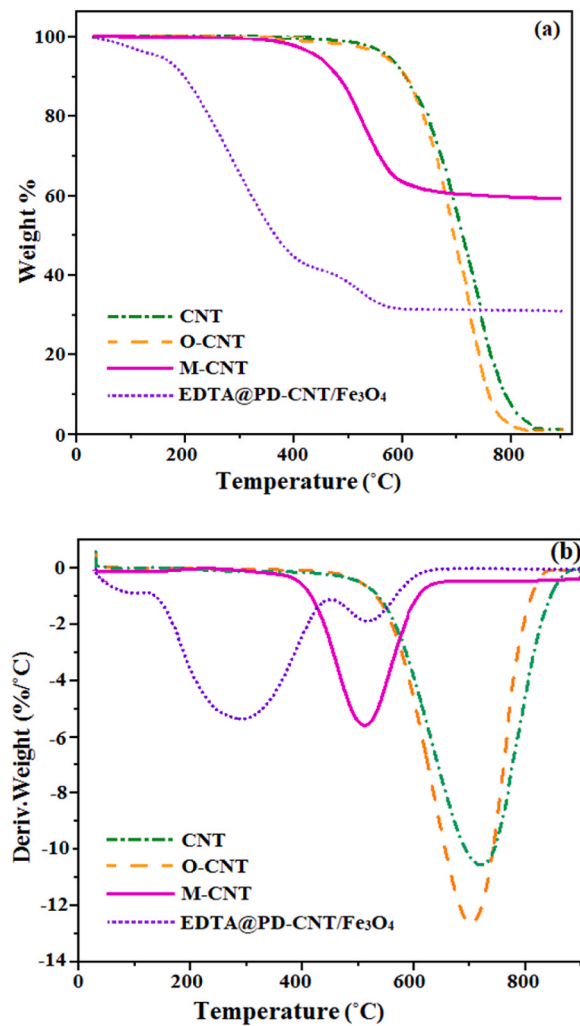 (a)
100
80
60
40
20
0
Weight %
CNT
O-CNT
M-CNT
EDTA@PD-CNT/Fe₃O₄
0 200 400 600 800
Temperature (˚C)
(b)
0
-2
-4
-6
-8
-10
-12
-14
Deriv.Weight (%/˚C)
CNT
O-CNT
M-CNT
EDTA@PD-CNT/Fe₃O₄
0 200 400 600 800
Temperature (˚C)